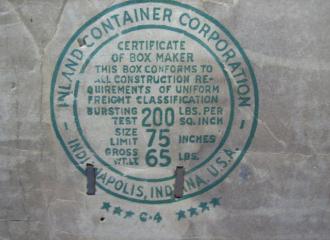 INLAND CONTAINER CORPORATION
CERTIFICATE
OF BOX MAKER
THIS BOX CONFORMS TO
ALL CONSTRUCTION RE-
QUIREMENTS OF UNIFORM
FREIGHT CLASSIFICATION
BURSTING TEST 200 LBS. PER SQ. INCH
SIZE LIMIT 75 INCHES
GROSS WT. LT. 65 LBS.
INDIANAPOLIS, INDIANA, U.S.A.
C-4